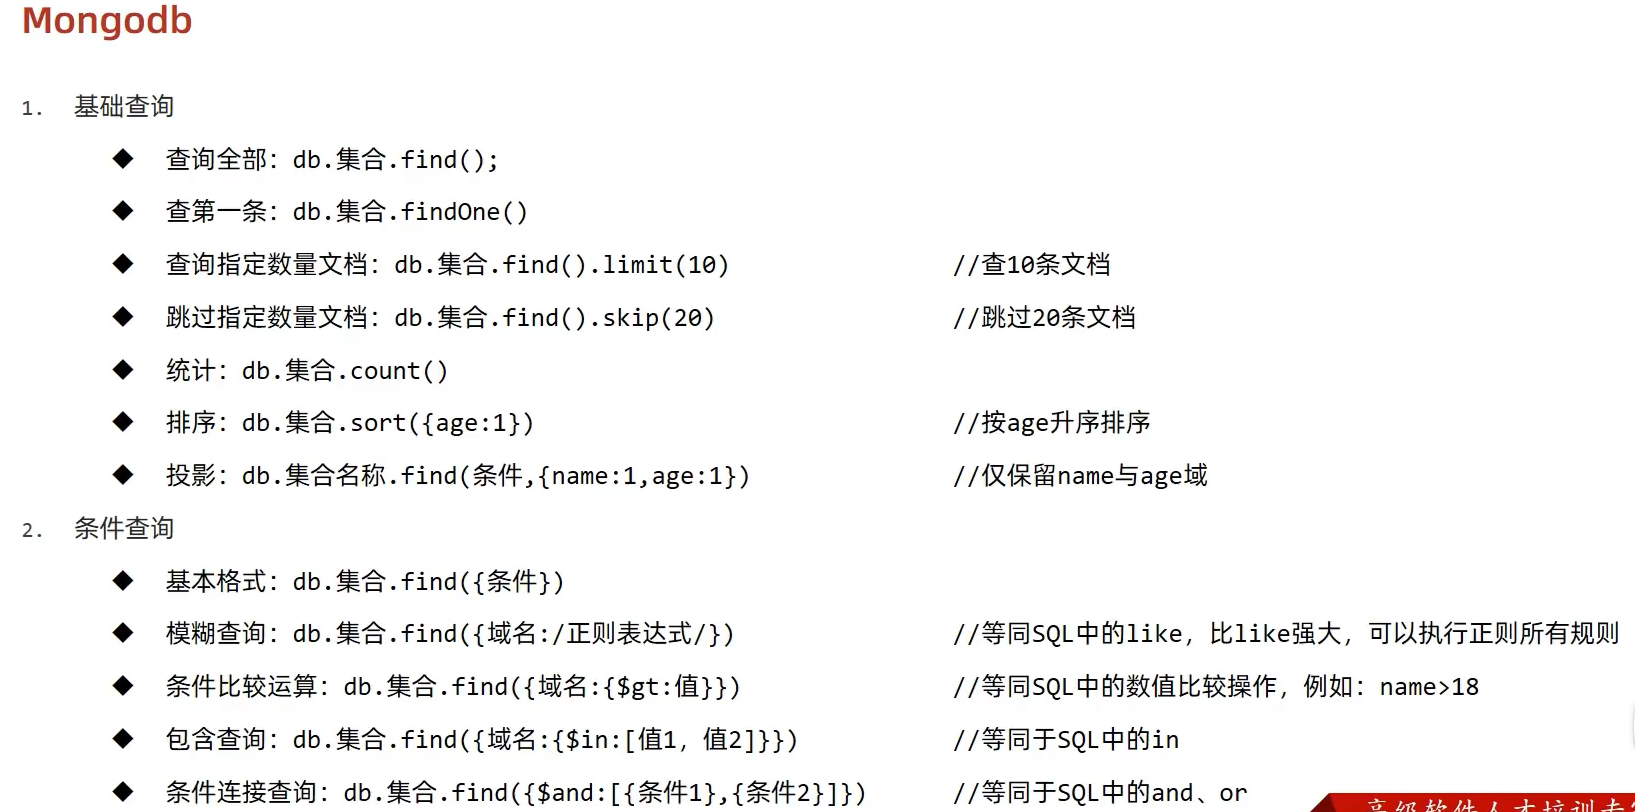 Mongodb
1. 基础查询
◆ 查询全部：db.集合.find();
◆ 查第一条：db.集合.findOne()
◆ 查询指定数量文档：db.集合.find().limit(10) //查10条文档
◆ 跳过指定数量文档：db.集合.find().skip(20) //跳过20条文档
◆ 统计：db.集合.count()
◆ 排序：db.集合.sort({age:1}) //按age升序排序
◆ 投影：db.集合名称.find(条件,{name:1,age:1}) //仅保留name与age域
2. 条件查询
◆ 基本格式：db.集合.find({条件})
◆ 模糊查询：db.集合.find({域名:/正则表达式/}) //等同SQL中的like，比like强大，可以执行正则所有规则
◆ 条件比较运算：db.集合.find({域名:{$gt:值}}) //等同SQL中的数值比较操作，例如：name>18
◆ 包含查询：db.集合.find({域名:{$in:[值1，值2]}}) //等同于SQL中的in
◆ 条件连接查询：db.集合.find({$and:[{条件1},{条件2}]}) //等同于SQL中的and、or
高级软件人才培训专